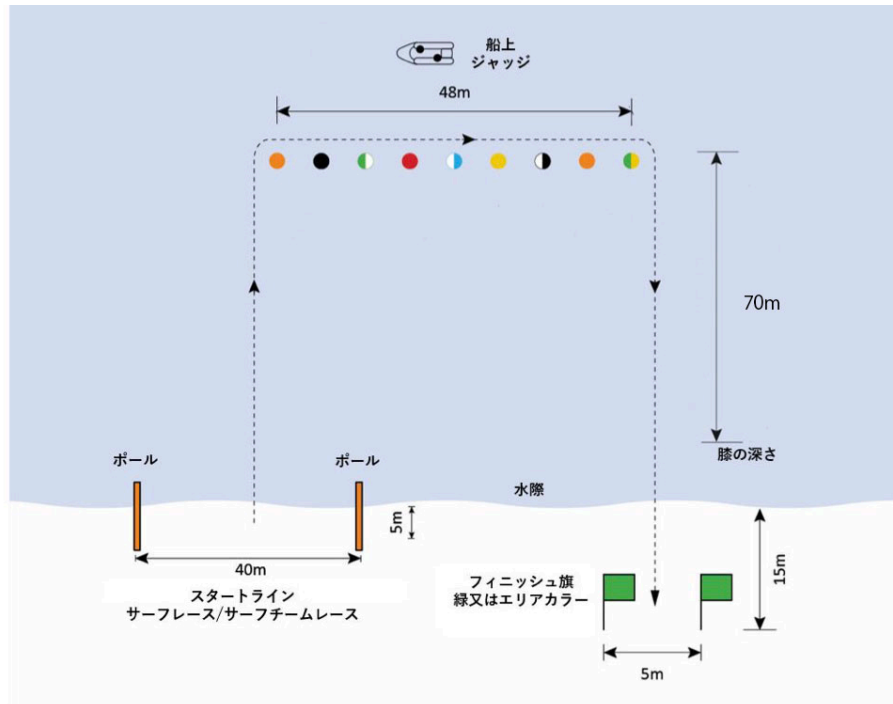 船上
ジャッジ
48m
70m
膝の深さ
ポール
ポール
水際
5m
40m
スタートライン
サーフレース/サーフチームレース
フィニッシュ旗
緑又はエリアカラー
15m
5m